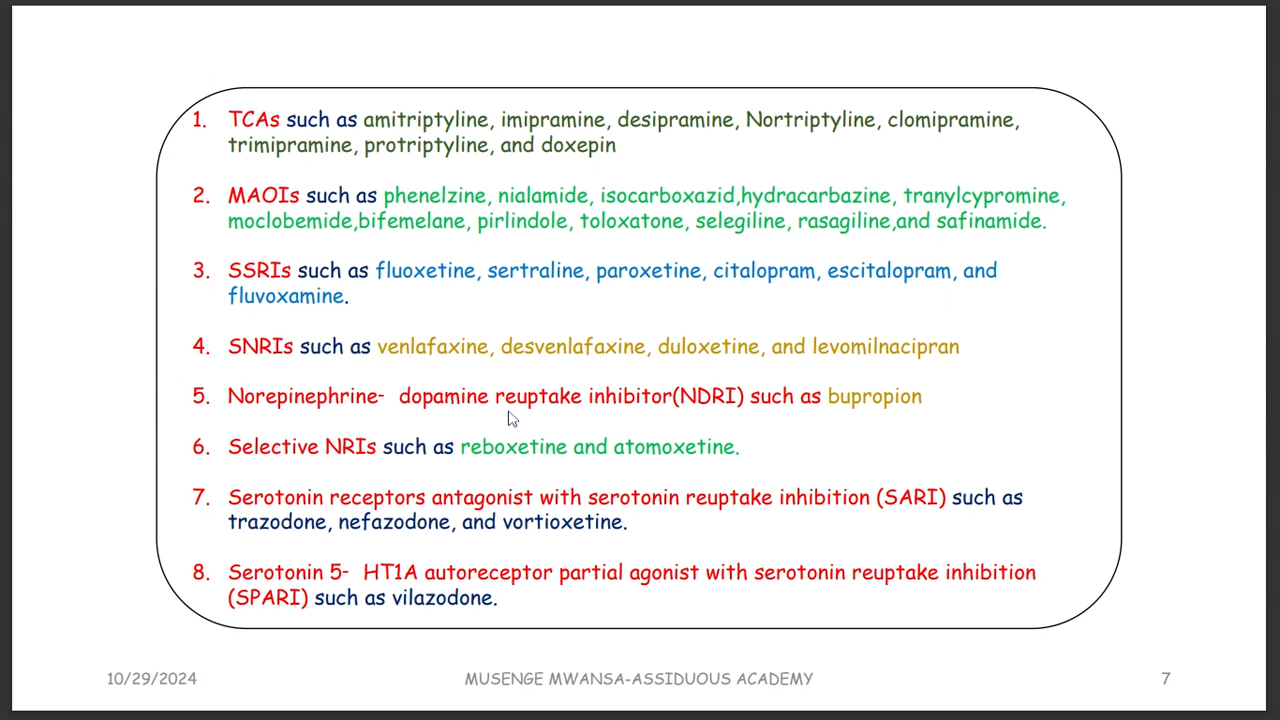 1. TCAs such as amitriptyline, imipramine, desipramine, Nortriptyline, clomipramine,
trimipramine, protriptyline, and doxepin
2. MAOIs such as phenelzine, nialamide, isocarboxazid,hydracarbazine, tranylcypromine,
moclobemide,bifemelane, pirlindole, toloxatone, selegiline, rasagiline,and safinamide.
3. SSRIs such as fluoxetine, sertraline, paroxetine, citalopram, escitalopram, and
fluvoxamine.
4. SNRIs such as venlafaxine, desvenlafaxine, duloxetine, and levomilnacipran
5. Norepinephrine- dopamine reuptake inhibitor(NDRI) such as bupropion
6. Selective NRIs such as reboxetine and atomoxetine.
7. Serotonin receptors antagonist with serotonin reuptake inhibition (SARI) such as
trazodone, nefazodone, and vortioxetine.
8. Serotonin 5- HT1A autoreceptor partial agonist with serotonin reuptake inhibition
(SPARI) such as vilazodone.
10/29/2024 MUSENGE MWANSA-ASSIDUOUS ACADEMY 7